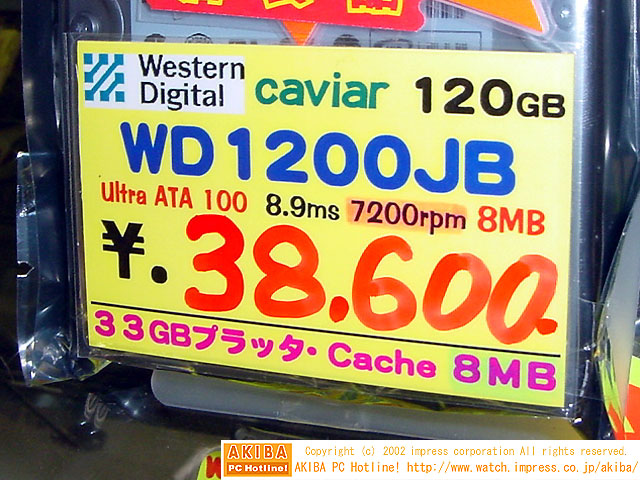 Western
Digital
caviar 120GB
WD1200JB
Ultra ATA 100 8.9ms 7200rpm 8MB
¥.38,600.
33GBプラッタ・Cache 8MB
AKIBA
PC Hotline!
Copyright (c) 2002 impress corporation All rights reserved.
AKIBA PC Hotline! http://www.watch.impress.co.jp/akiba/